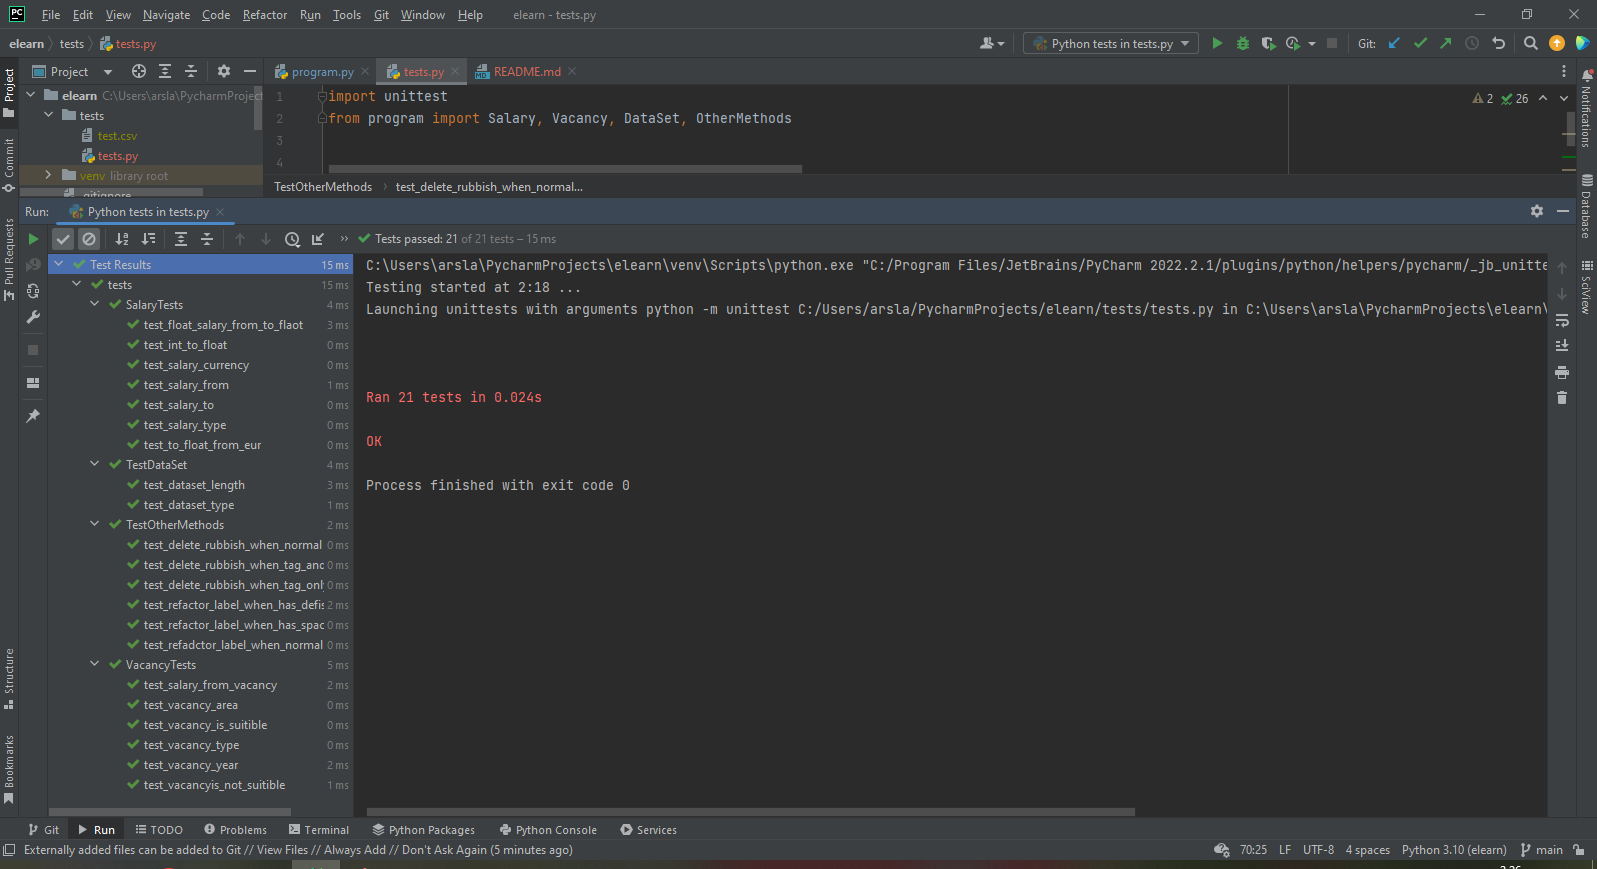 PC File Edit View Navigate Code Refactor Run Tools Git Window Help elearn - tests.py
elearn tests tests.py Python tests in tests.py Git:
Project program.py tests.py README.md
elearn C:\Users\arsla\PycharmProject
tests
test.csv
tests.py
venv library root
.gitignore
1 import unittest
2 from program import Salary, Vacancy, DataSet, OtherMethods
3
4
2 26
TestOtherMethods › test_delete_rubbish_when_normal...
Run: Python tests in tests.py
Tests passed: 21 of 21 tests – 15 ms
Test Results 15 ms
tests 15 ms
SalaryTests 4 ms
test_float_salary_from_to_flaot 3 ms
test_int_to_float 0 ms
test_salary_currency 0 ms
test_salary_from 1 ms
test_salary_to 0 ms
test_salary_type 0 ms
test_to_float_from_eur 0 ms
TestDataSet 4 ms
test_dataset_length 3 ms
test_dataset_type 1 ms
TestOtherMethods 2 ms
test_delete_rubbish_when_normal 0 ms
test_delete_rubbish_when_tag_and 0 ms
test_delete_rubbish_when_tag_only 0 ms
test_refactor_label_when_has_defis 2 ms
test_refactor_label_when_has_spac 0 ms
test_refadctor_label_when_normal 0 ms
VacancyTests 5 ms
test_salary_from_vacancy 2 ms
test_vacancy_area 0 ms
test_vacancy_is_suitible 0 ms
test_vacancy_type 0 ms
test_vacancy_year 2 ms
test_vacancyis_not_suitible 1 ms
C:\Users\arsla\PycharmProjects\elearn\venv\Scripts\python.exe "C:/Program Files/JetBrains/PyCharm 2022.2.1/plugins/python/helpers/pycharm/_jb_unitte
Testing started at 2:18 ...
Launching unittests with arguments python -m unittest C:/Users/arsla/PycharmProjects/elearn/tests/tests.py in C:\Users\arsla\PycharmProjects\elearn\
Ran 21 tests in 0.024s
OK
Process finished with exit code 0
Project
Commit
Pull Requests
Structure
Bookmarks
Notifications
Database
SciView
Git Run TODO Problems Terminal Python Packages Python Console Services
Externally added files can be added to Git // View Files // Always Add // Don't Ask Again (5 minutes ago) 70:25 LF UTF-8 4 spaces Python 3.10 (elearn) main